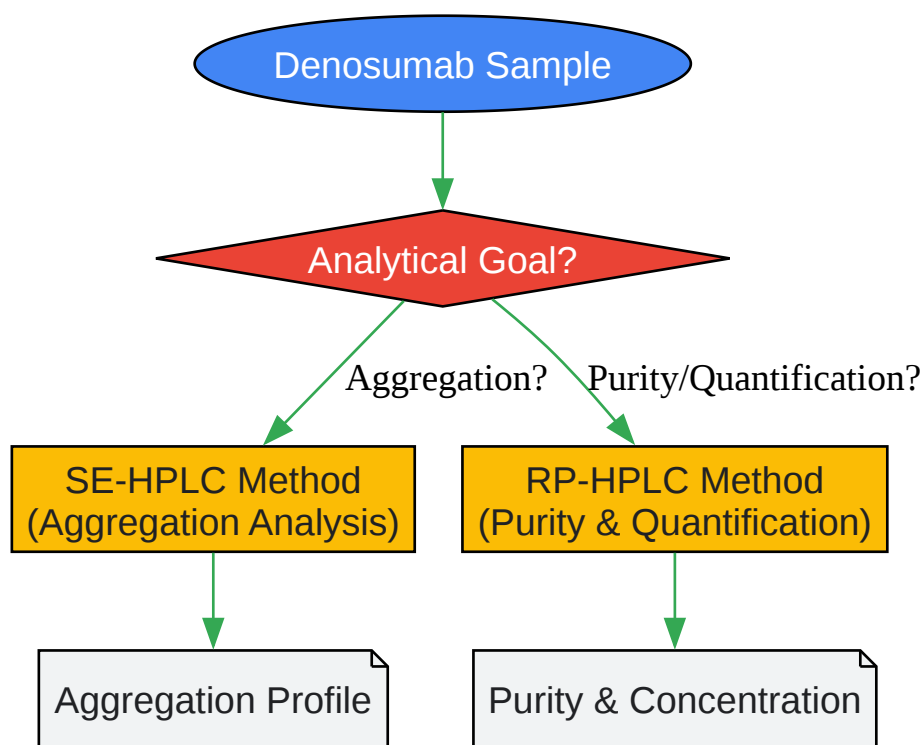 Denosumab Sample
Analytical Goal?
Aggregation?
Purity/Quantification?
SE-HPLC Method
(Aggregation Analysis)
RP-HPLC Method
(Purity & Quantification)
Aggregation Profile
Purity & Concentration